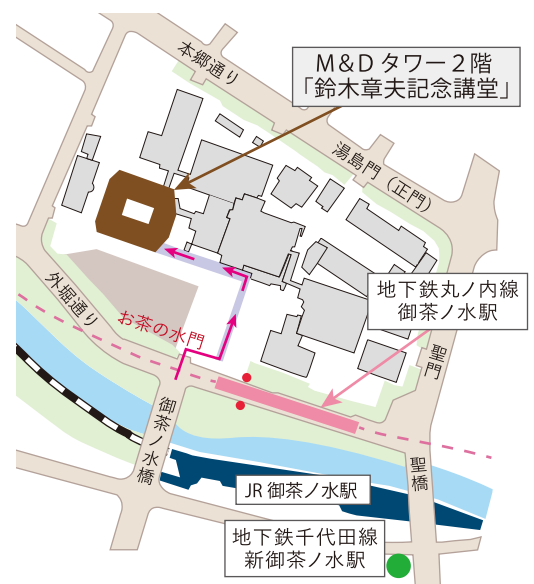 本郷通り
M&Dタワー2階
「鈴木章夫記念講堂」
湯島門（正門）
地下鉄丸ノ内線
御茶ノ水駅
外堀通り
お茶の水門
聖門
御茶ノ水橋
聖橋
JR御茶ノ水駅
地下鉄千代田線
新御茶ノ水駅